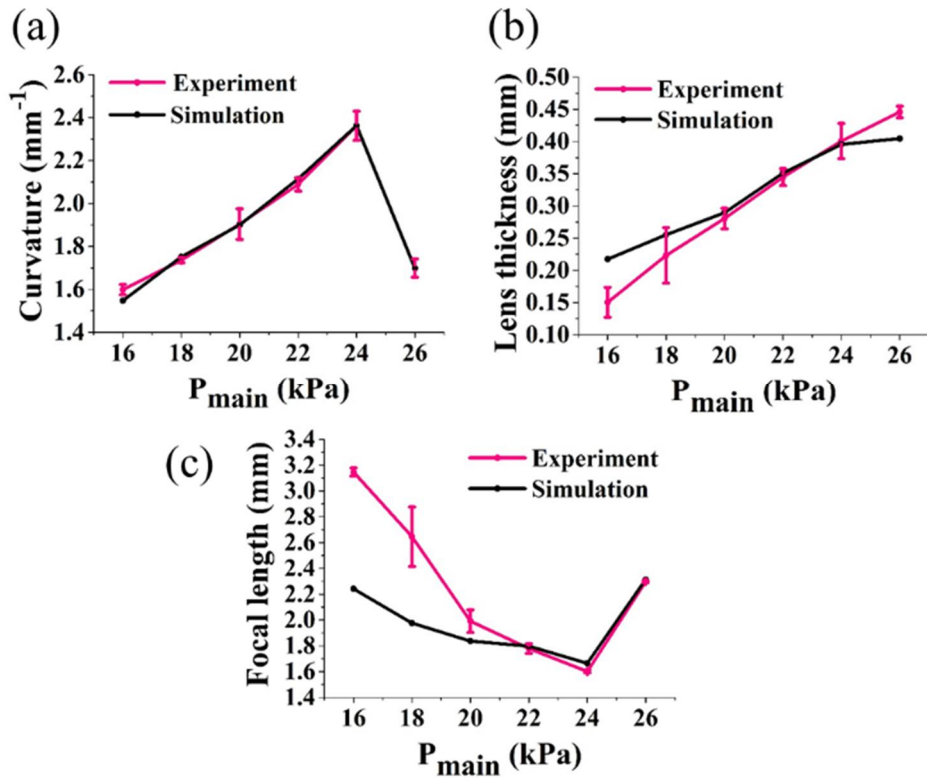 (a)
Curvature (mm⁻¹)
2.6
2.4
2.2
2.0
1.8
1.6
1.4
Experiment
Simulation
16 18 20 22 24 26
Pmain (kPa)
(b)
Lens thickness (mm)
0.50
0.45
0.40
0.35
0.30
0.25
0.20
0.15
0.10
Experiment
Simulation
16 18 20 22 24 26
Pmain (kPa)
(c)
Focal length (mm)
3.4
3.2
3.0
2.8
2.6
2.4
2.2
2.0
1.8
1.6
1.4
Experiment
Simulation
16 18 20 22 24 26
Pmain (kPa)